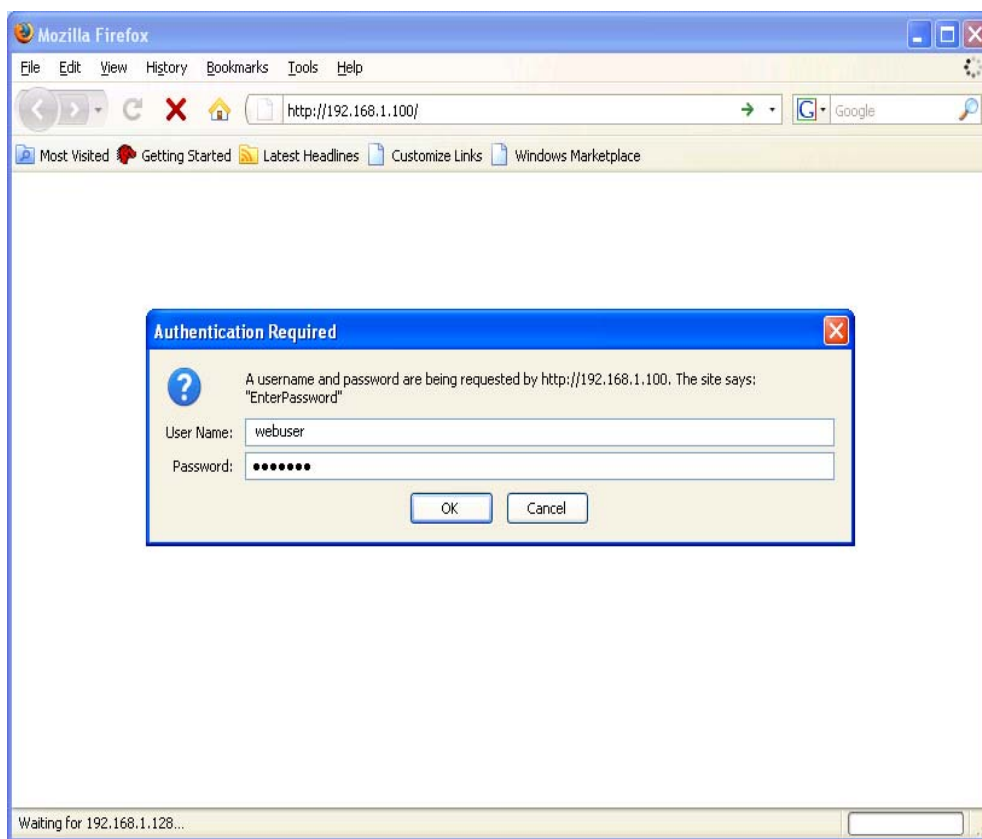 Mozilla Firefox
File Edit View History Bookmarks Tools Help
http://192.168.1.100/
G Google
Most Visited Getting Started Latest Headlines Customize Links Windows Marketplace
Authentication Required
A username and password are being requested by http://192.168.1.100. The site says:
"EnterPassword"
User Name: webuser
Password: •••••••
OK Cancel
Waiting for 192.168.1.128...